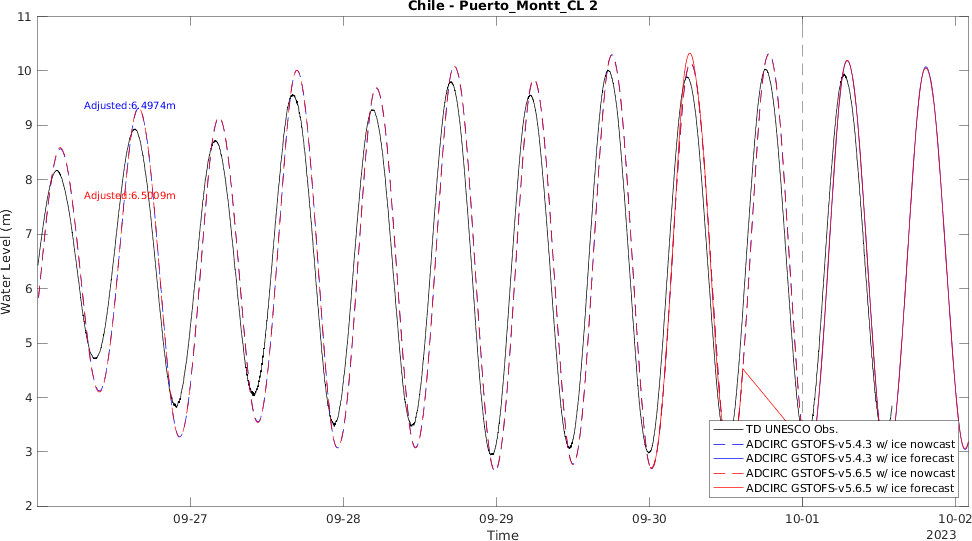 Chile - Puerto_Montt_CL 2
11
10
9
8
7
6
5
4
3
2
Water Level (m)
Adjusted:6.4974m
Adjusted:6.5009m
TD UNESCO Obs.
ADCIRC GSTOFS-v5.4.3 w/ ice nowcast
ADCIRC GSTOFS-v5.4.3 w/ ice forecast
ADCIRC GSTOFS-v5.6.5 w/ ice nowcast
ADCIRC GSTOFS-v5.6.5 w/ ice forecast
09-27 09-28 09-29 09-30 10-01 10-02
Time
2023